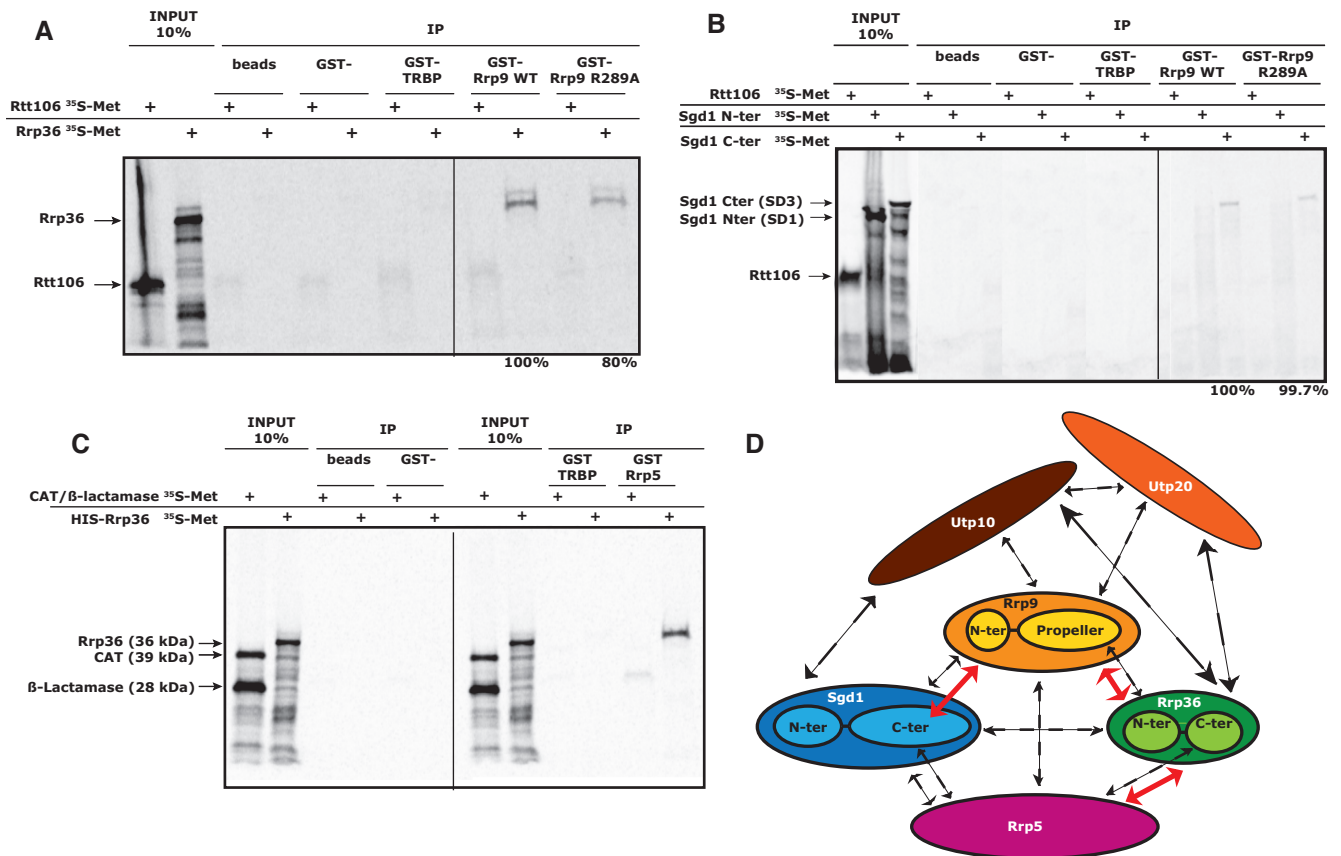 A
INPUT
10%
IP
beads
GST-
GST-
TRBP
GST-
Rrp9 WT
GST-
Rrp9 R289A
Rtt106 ³⁵S-Met + + + + + +
Rrp36 ³⁵S-Met + + + + + +
Rrp36
Rtt106
100% 80%
B
INPUT
10%
IP
beads
GST-
GST-
TRBP
GST-
Rrp9 WT
GST-Rrp9
R289A
Rtt106 ³⁵S-Met + + + + + +
Sgd1 N-ter ³⁵S-Met + + + + + +
Sgd1 C-ter ³⁵S-Met + + + + + +
Sgd1 Cter (SD3)
Sgd1 Nter (SD1)
Rtt106
100% 99.7%
C
INPUT
10%
IP
INPUT
10%
IP
beads
GST-
GST
TRBP
GST
Rrp5
CAT/ß-lactamase ³⁵S-Met + + + + + +
HIS-Rrp36 ³⁵S-Met + + + + + +
Rrp36 (36 kDa)
CAT (39 kDa)
ß-Lactamase (28 kDa)
D
Utp20
Utp10
Rrp9
N-ter Propeller
Sgd1
N-ter C-ter
Rrp36
N-ter C-ter
Rrp5